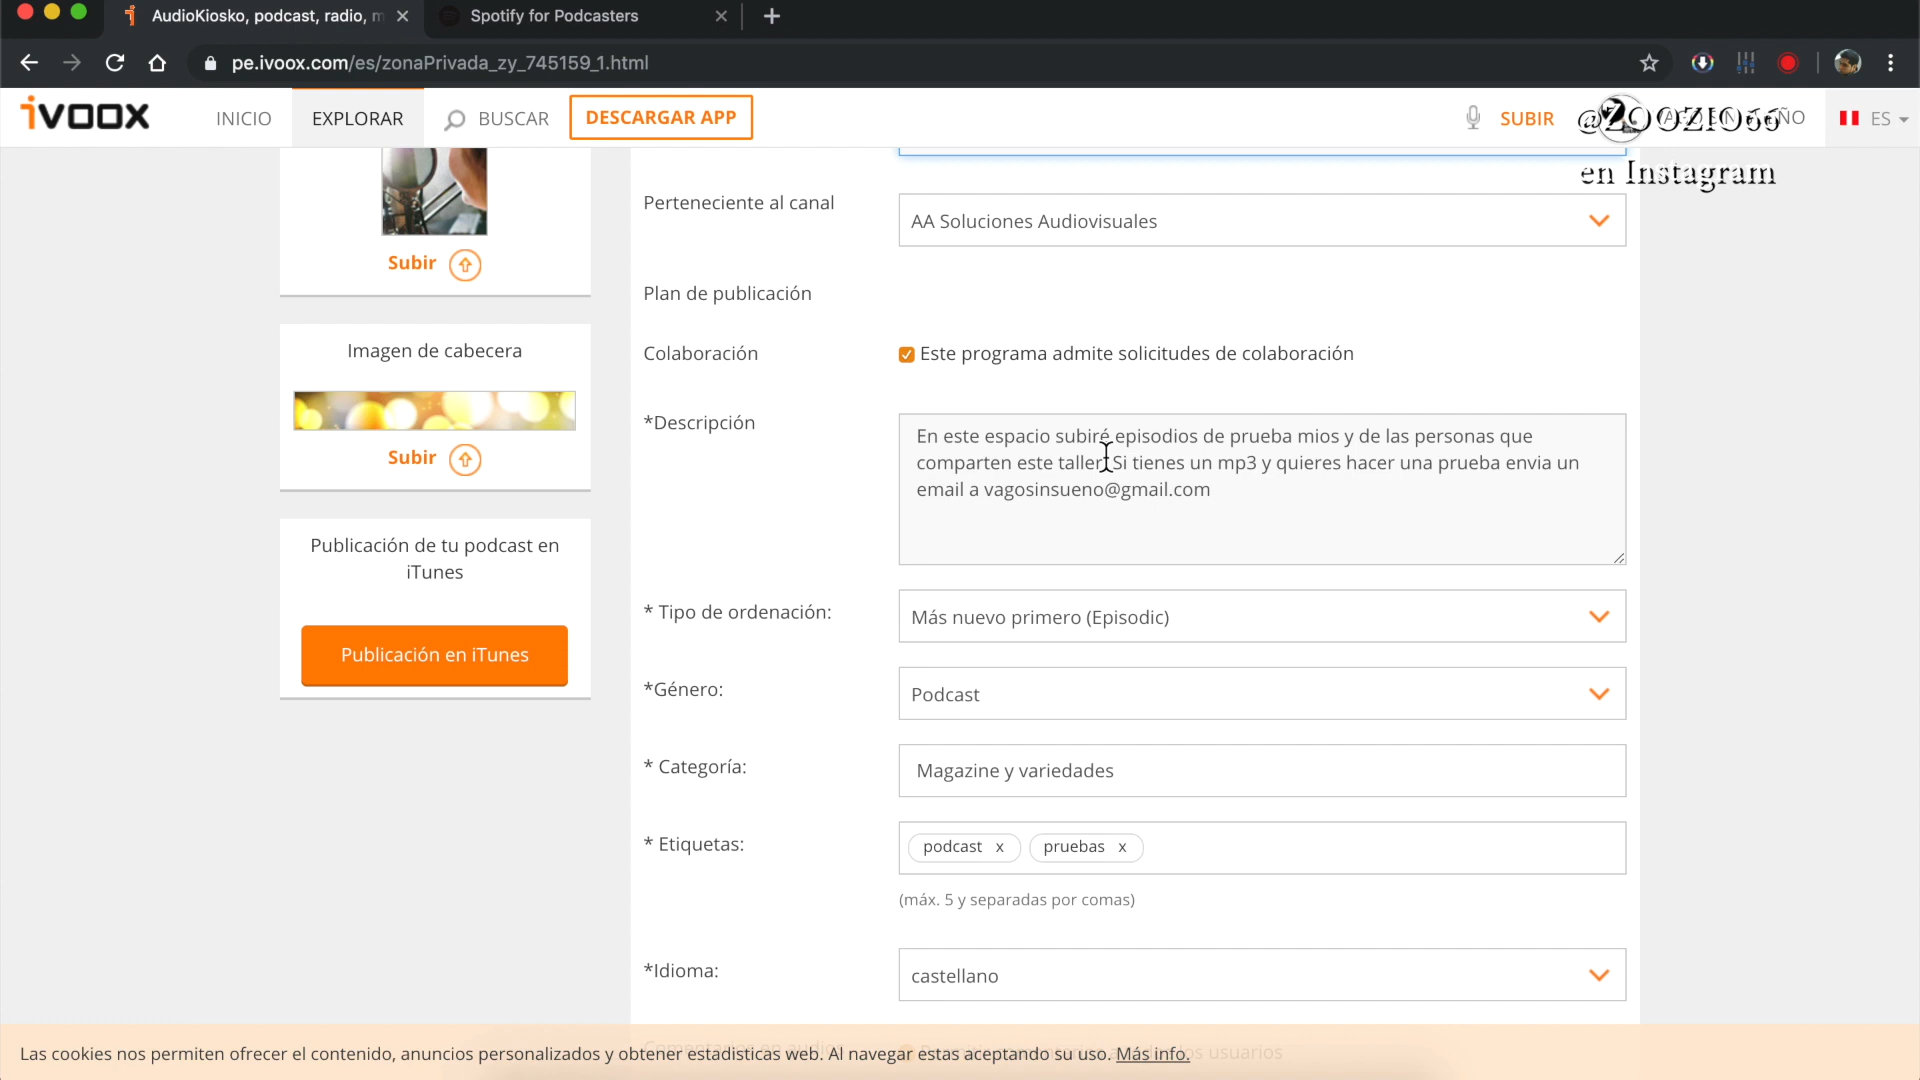 AudioKiosko, podcast, radio, m
Spotify for Podcasters
pe.ivoox.com/es/zonaPrivada_zy_745159_1.html
ivoox
INICIO
EXPLORAR
BUSCAR
DESCARGAR APP
SUBIR
@ZOOZIO66
ES
en Instagram
Perteneciente al canal
AA Soluciones Audiovisuales
Subir
Plan de publicación
Colaboración
Este programa admite solicitudes de colaboración
Imagen de cabecera
Subir
*Descripción
En este espacio subiré episodios de prueba mios y de las personas que
comparten este taller. Si tienes un mp3 y quieres hacer una prueba envia un
email a vagosinsueno@gmail.com
Publicación de tu podcast en
iTunes
Publicación en iTunes
* Tipo de ordenación:
Más nuevo primero (Episodic)
*Género:
Podcast
* Categoría:
Magazine y variedades
* Etiquetas:
podcast x
pruebas x
(máx. 5 y separadas por comas)
*Idioma:
castellano
Las cookies nos permiten ofrecer el contenido, anuncios personalizados y obtener estadisticas web. Al navegar estas aceptando su uso. Más info.